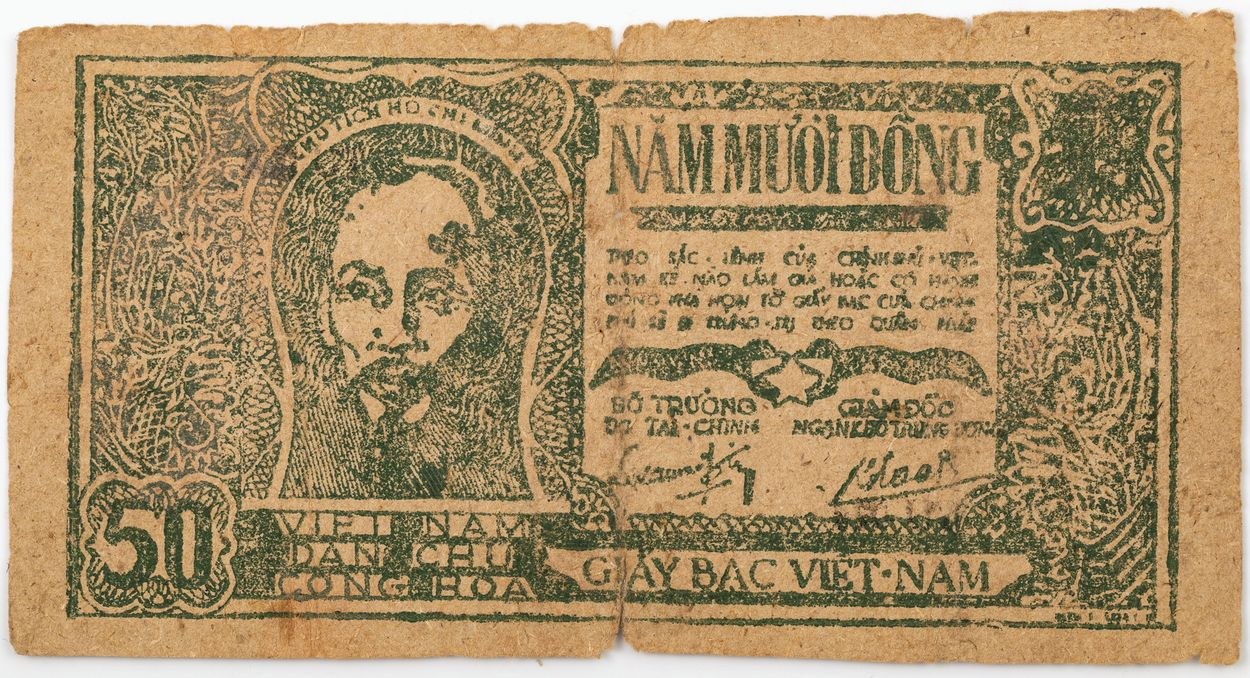 CHỦ TỊCH HỒ CHÍ MINH
NĂM MƯƠI ĐỒNG
THEO SẮC LỆNH CỦA CHÍNH PHỦ VIỆT-
NAM KẺ NÀO LÀM GIẢ HOẶC CÓ HÀNH
ĐỘNG PHÁ HOẠI TỜ GIẤY BẠC CỦA CHÍNH
PHỦ SẼ BỊ TRỪNG TRỊ THEO QUÂN PHÁP
BỘ TRƯỞNG
BỘ TÀI-CHÍNH
GIÁM ĐỐC
NGÂN KHỐ TRUNG ƯƠNG
50
VIỆT NAM
DÂN CHỦ
CỘNG HÒA
GIẤY BẠC VIỆT-NAM